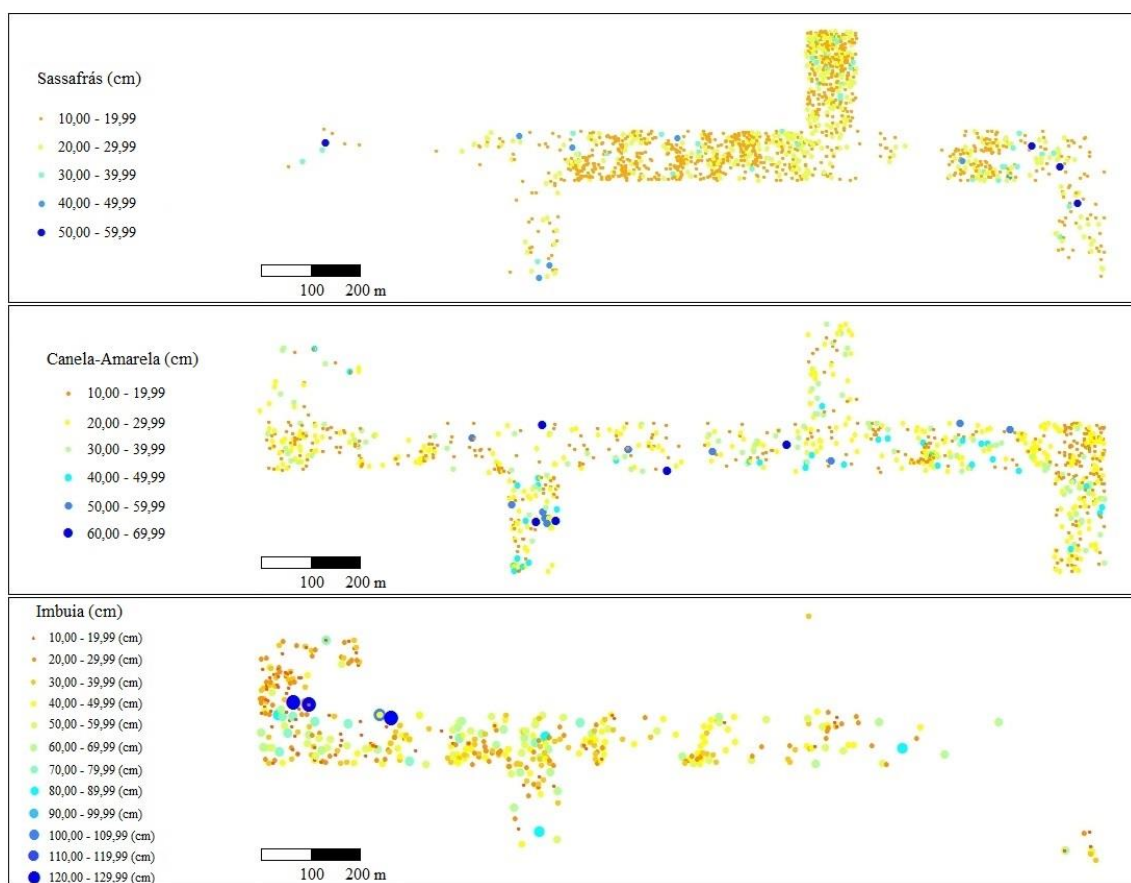 Sassafrás (cm)
10,00 - 19,99
20,00 - 29,99
30,00 - 39,99
40,00 - 49,99
50,00 - 59,99
100 200 m
Canela-Amarela (cm)
10,00 - 19,99
20,00 - 29,99
30,00 - 39,99
40,00 - 49,99
50,00 - 59,99
60,00 - 69,99
100 200 m
Imbuia (cm)
10,00 - 19,99 (cm)
20,00 - 29,99 (cm)
30,00 - 39,99 (cm)
40,00 - 49,99 (cm)
50,00 - 59,99 (cm)
60,00 - 69,99 (cm)
70,00 - 79,99 (cm)
80,00 - 89,99 (cm)
90,00 - 99,99 (cm)
100,00 - 109,99 (cm)
110,00 - 119,99 (cm)
120,00 - 129,99 (cm)
100 200 m